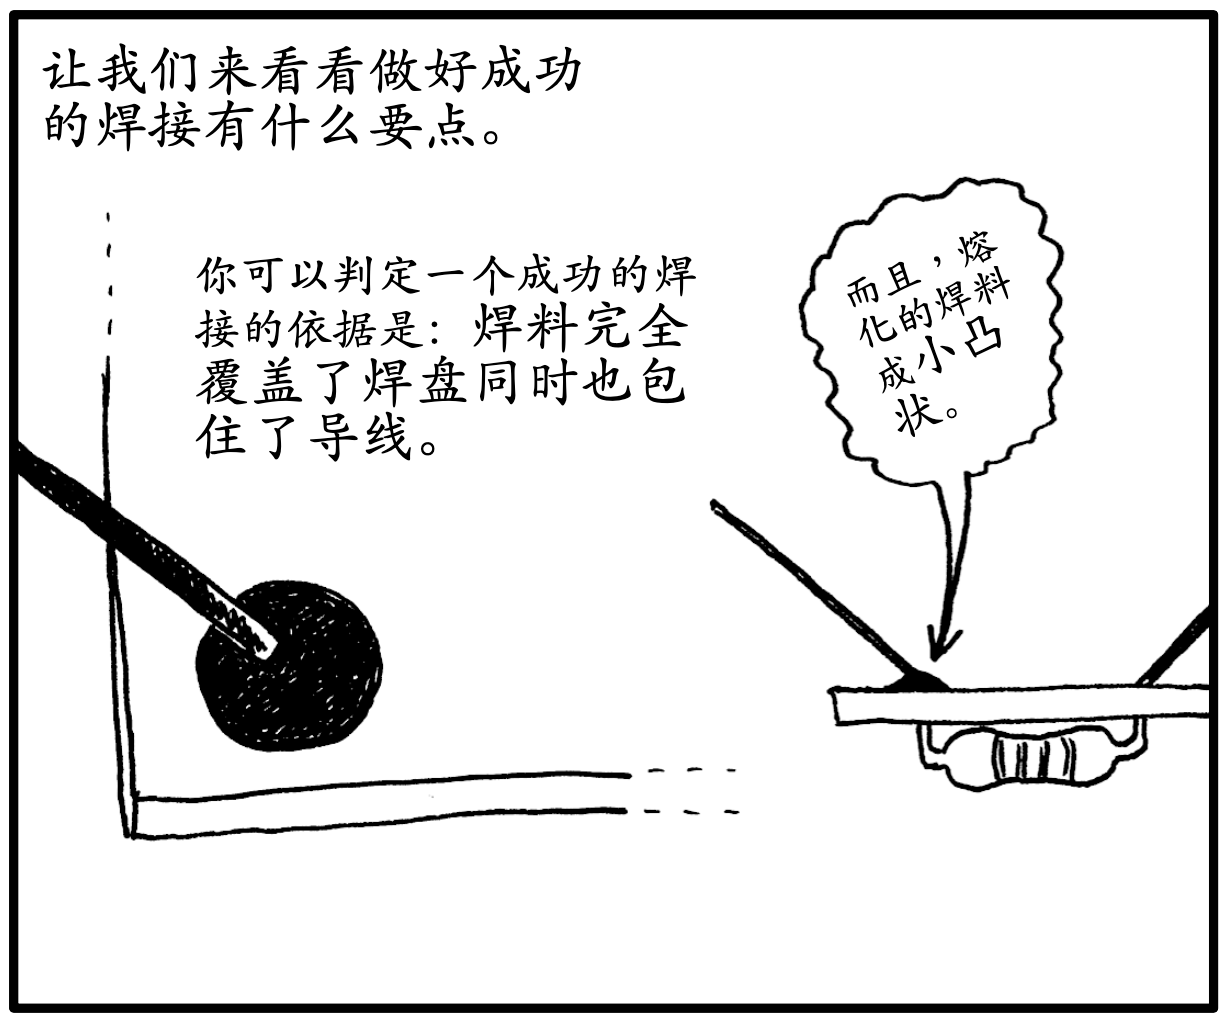 让我们来看看做好成功
的焊接有什么要点。
你可以判定一个成功的焊
接的依据是：焊料完全
覆盖了焊盘同时也包
住了导线。
而且，熔
化的焊料
成小凸
状。